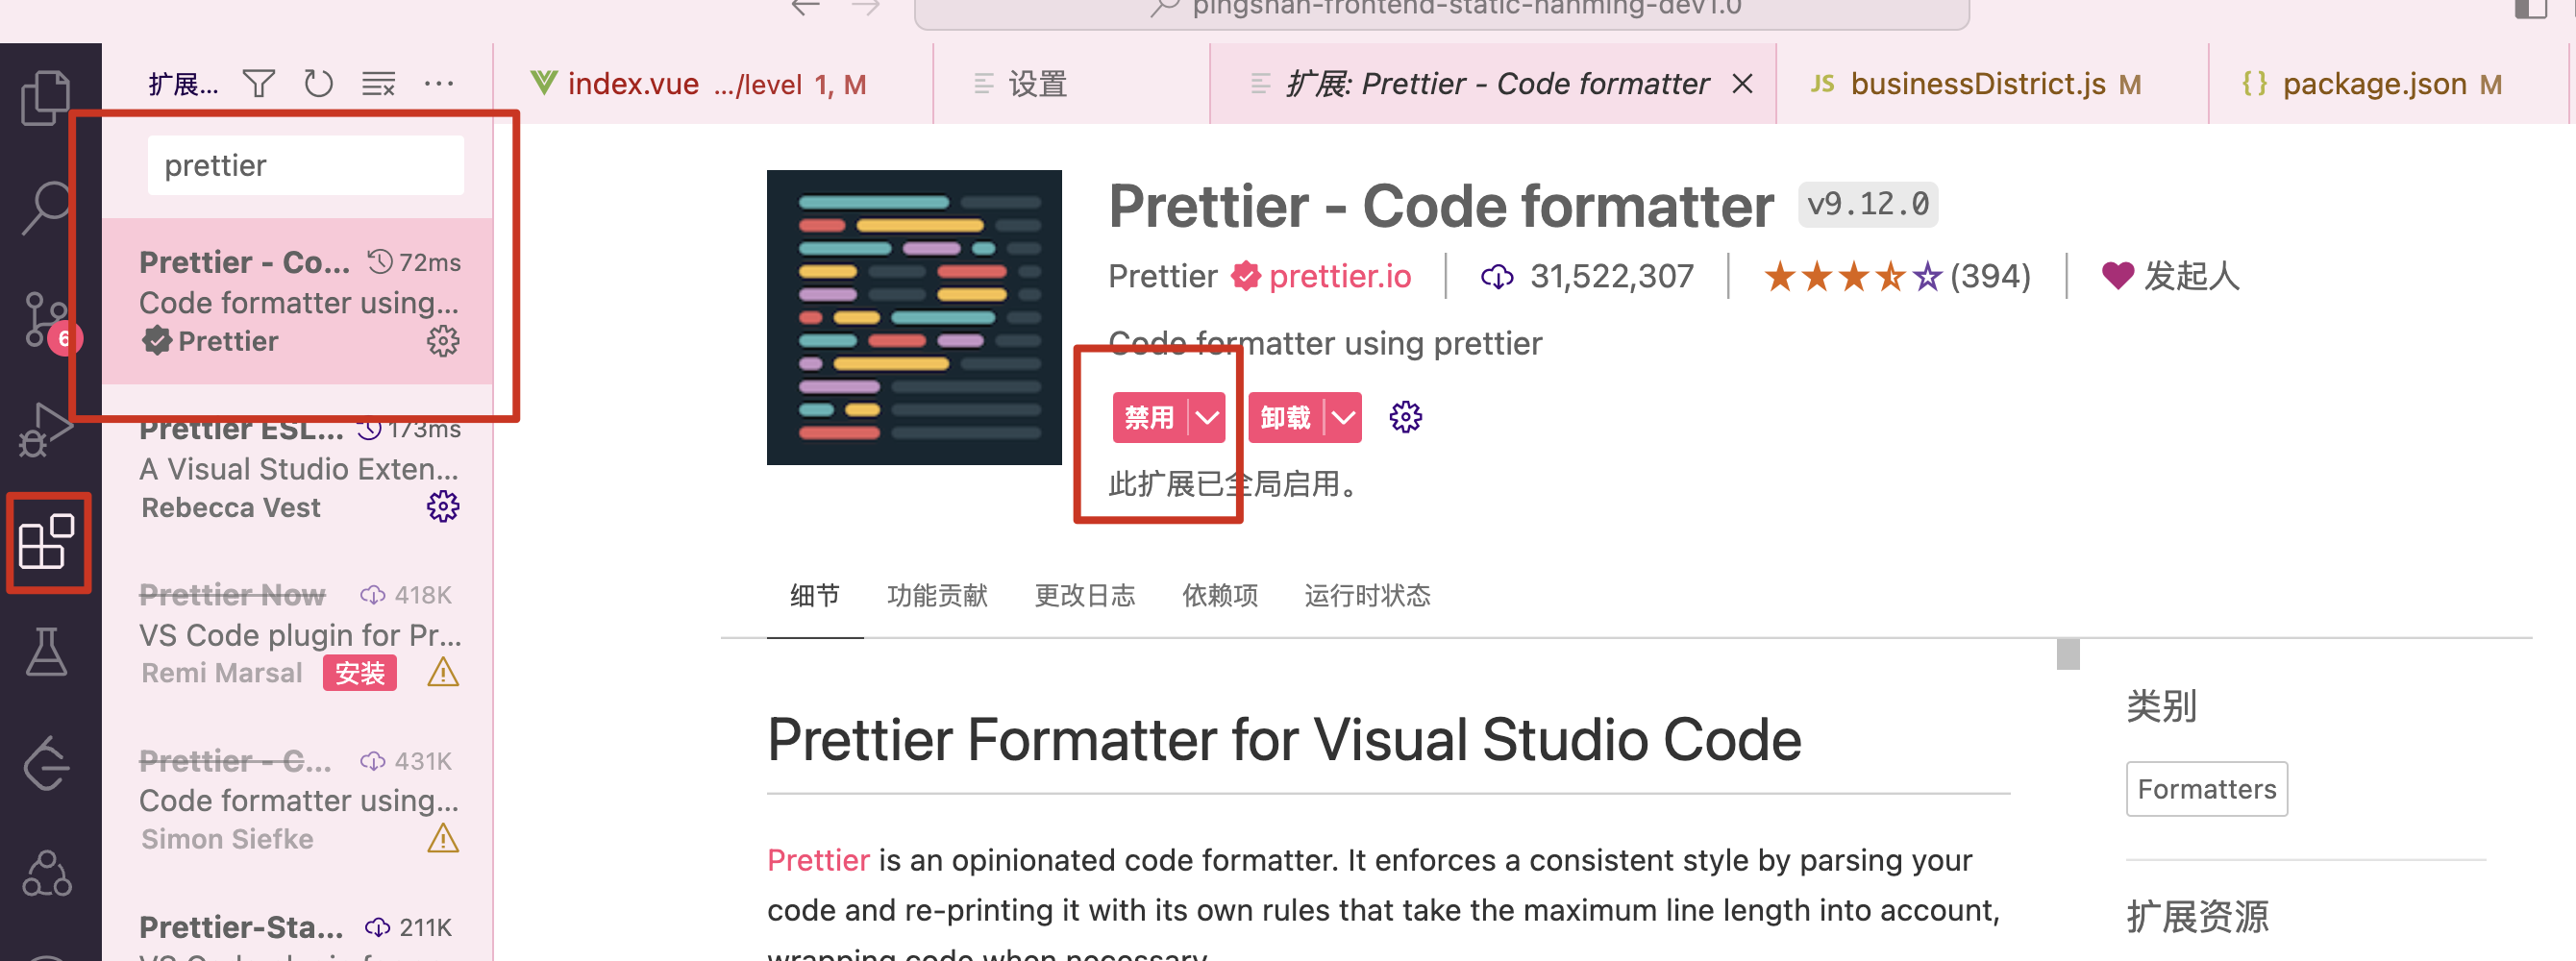 pingshan-frontend-static-nanming-dev1.0
扩展...
index.vue .../level 1, M
设置
扩展: Prettier - Code formatter
JS businessDistrict.js M
{} package.json M
prettier
Prettier - Co... 72ms
Code formatter using...
Prettier
6
Prettier ESL... 173ms
A Visual Studio Exten...
Rebecca Vest
Prettier Now 418K
VS Code plugin for Pr...
Remi Marsal 安装
Prettier - C... 431K
Code formatter using...
Simon Siefke
Prettier-Sta... 211K
Prettier - Code formatter v9.12.0
Prettier prettier.io 31,522,307 (394) 发起人
Code formatter using prettier
禁用 卸载
此扩展已全局启用。
细节 功能贡献 更改日志 依赖项 运行时状态
Prettier Formatter for Visual Studio Code
Prettier is an opinionated code formatter. It enforces a consistent style by parsing your
code and re-printing it with its own rules that take the maximum line length into account,
wrapping code when necessary.
类别
Formatters
扩展资源